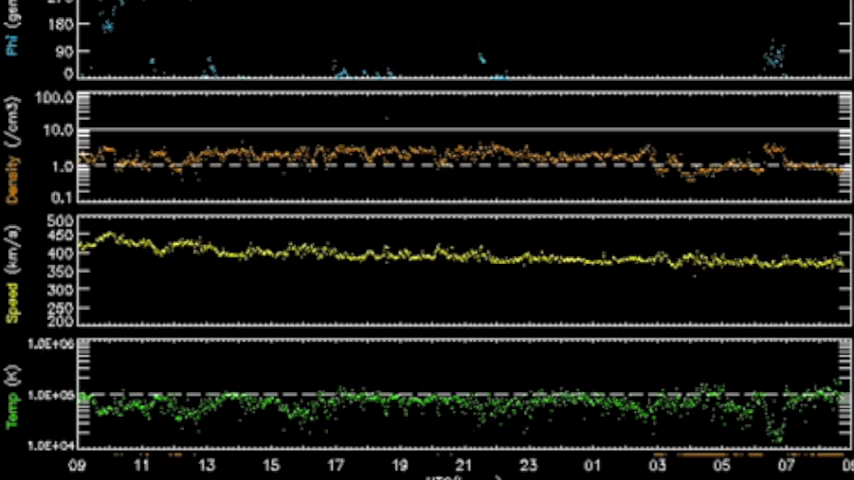 Phi (gsm
180
90
0
Density (/cm3)
100.0
10.0
1.0
0.1
Speed (km/s)
500
450
400
350
300
250
200
Temp (K)
1.0E+06
1.0E+05
1.0E+04
09 11 13 15 17 19 21 23 01 03 05 07